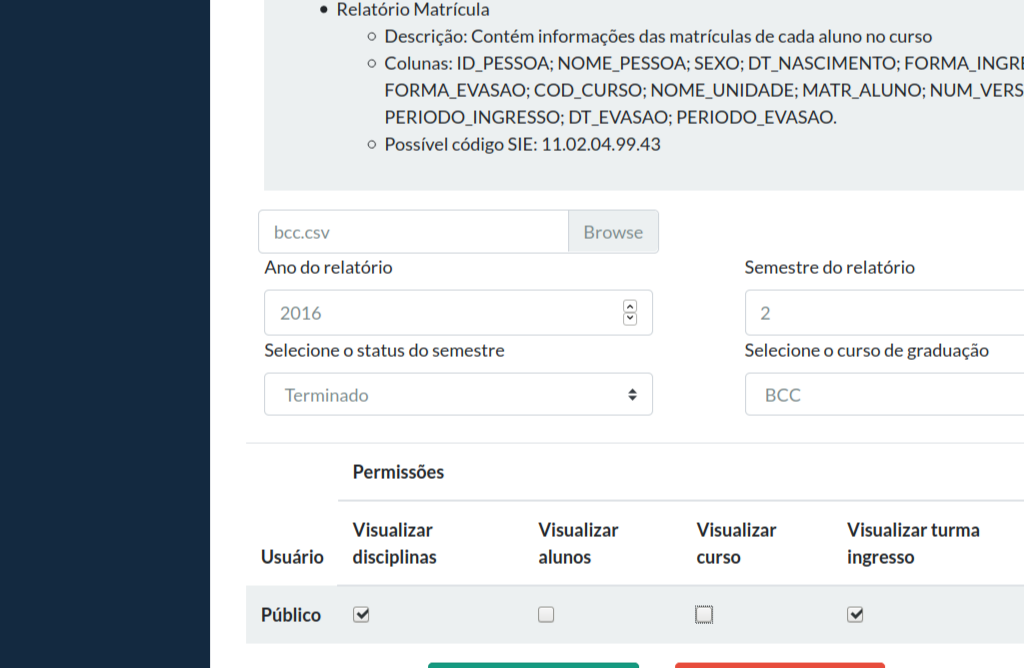 Relatório Matrícula
Descrição: Contém informações das matrículas de cada aluno no curso
Colunas: ID_PESSOA; NOME_PESSOA; SEXO; DT_NASCIMENTO; FORMA_INGRE
FORMA_EVASAO; COD_CURSO; NOME_UNIDADE; MATR_ALUNO; NUM_VERS
PERIODO_INGRESSO; DT_EVASAO; PERIODO_EVASAO.
Possível código SIE: 11.02.04.99.43
bcc.csv Browse
Ano do relatório Semestre do relatório
2016 2
Selecione o status do semestre Selecione o curso de graduação
Terminado BCC
Permissões
Visualizar Visualizar Visualizar Visualizar turma
Usuário disciplinas alunos curso ingresso
Público